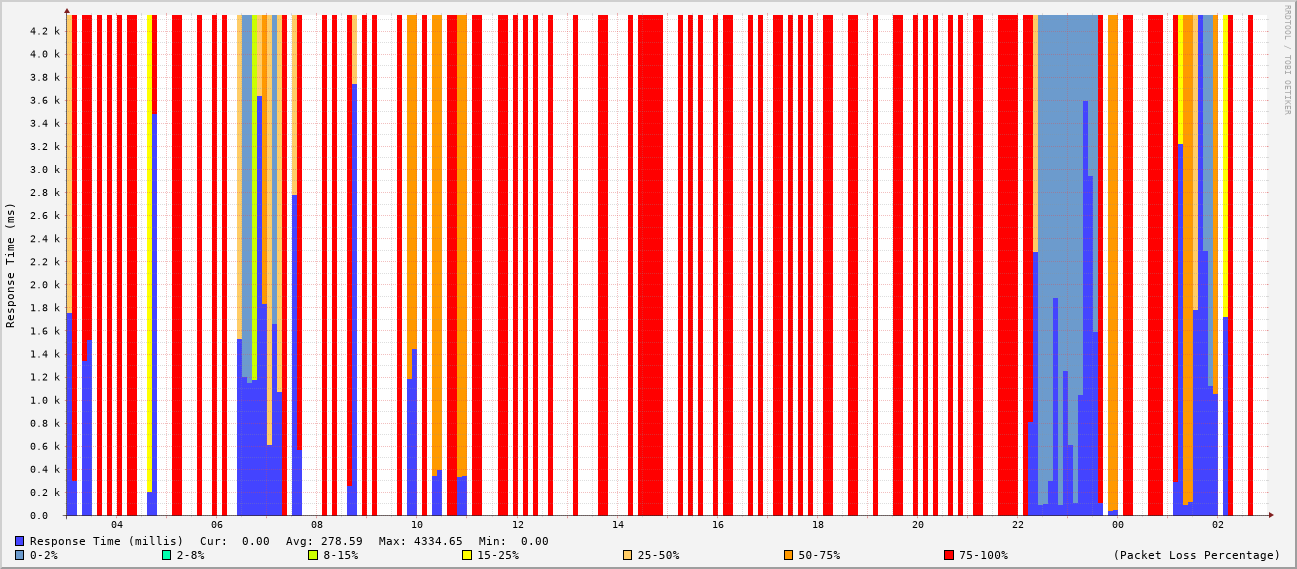 RRDTOOL / TOBI OETIKER
Response Time (ms)
4.2 k
4.0 k
3.8 k
3.6 k
3.4 k
3.2 k
3.0 k
2.8 k
2.6 k
2.4 k
2.2 k
2.0 k
1.8 k
1.6 k
1.4 k
1.2 k
1.0 k
0.8 k
0.6 k
0.4 k
0.2 k
0.0
04 06 08 10 12 14 16 18 20 22 00 02
Response Time (millis) Cur: 0.00 Avg: 278.59 Max: 4334.65 Min: 0.00
0-2% 2-8% 8-15% 15-25% 25-50% 50-75% 75-100% (Packet Loss Percentage)